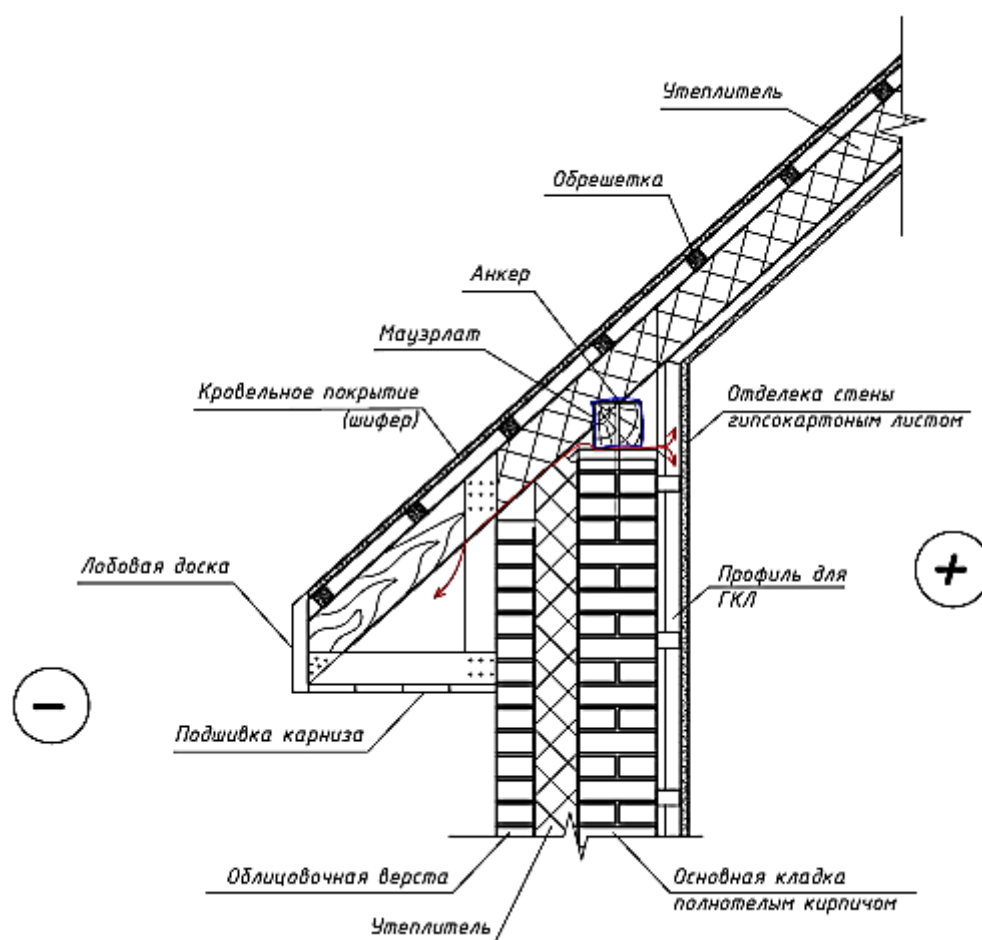 Утеплитель
Обрешетка
Анкер
Мауэрлат
Кровельное покрытие
(шифер)
Отделека стены
гипсокартоным листом
Лобовая доска
Профиль для
ГКЛ
+
−
Подшивка карниза
Облицовочная верста
Утеплитель
Основная кладка
полнотелым кирпичом